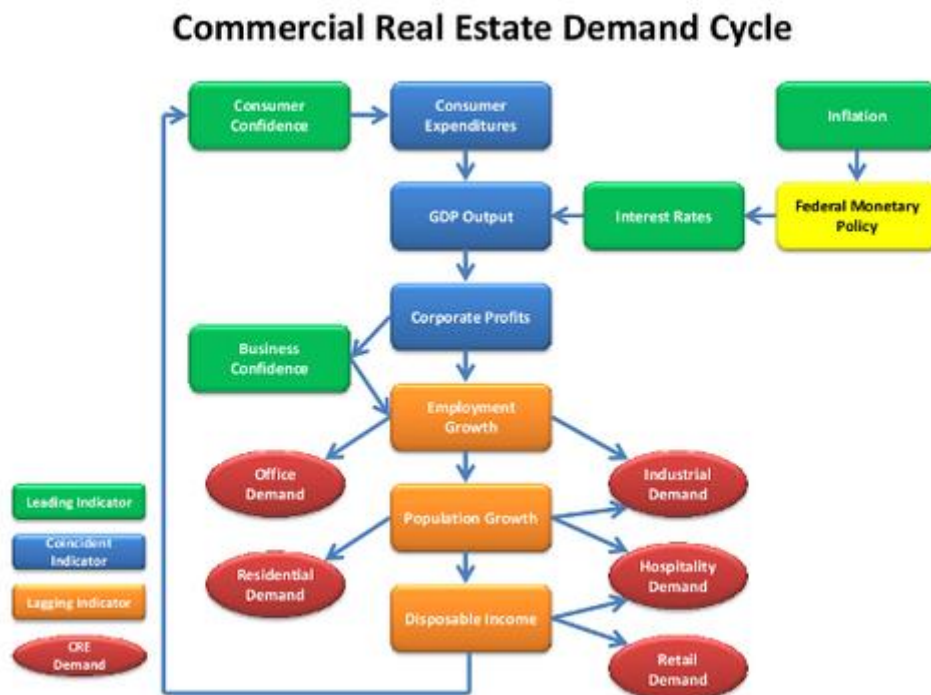 Commercial Real Estate Demand Cycle
Consumer
Confidence
Consumer
Expenditures
Inflation
GDP Output
Interest Rates
Federal Monetary
Policy
Corporate Profits
Business
Confidence
Employment
Growth
Office
Demand
Industrial
Demand
Leading Indicator
Population Growth
Coincident
Indicator
Residential
Demand
Hospitality
Demand
Lagging Indicator
Disposable Income
CRE
Demand
Retail
Demand